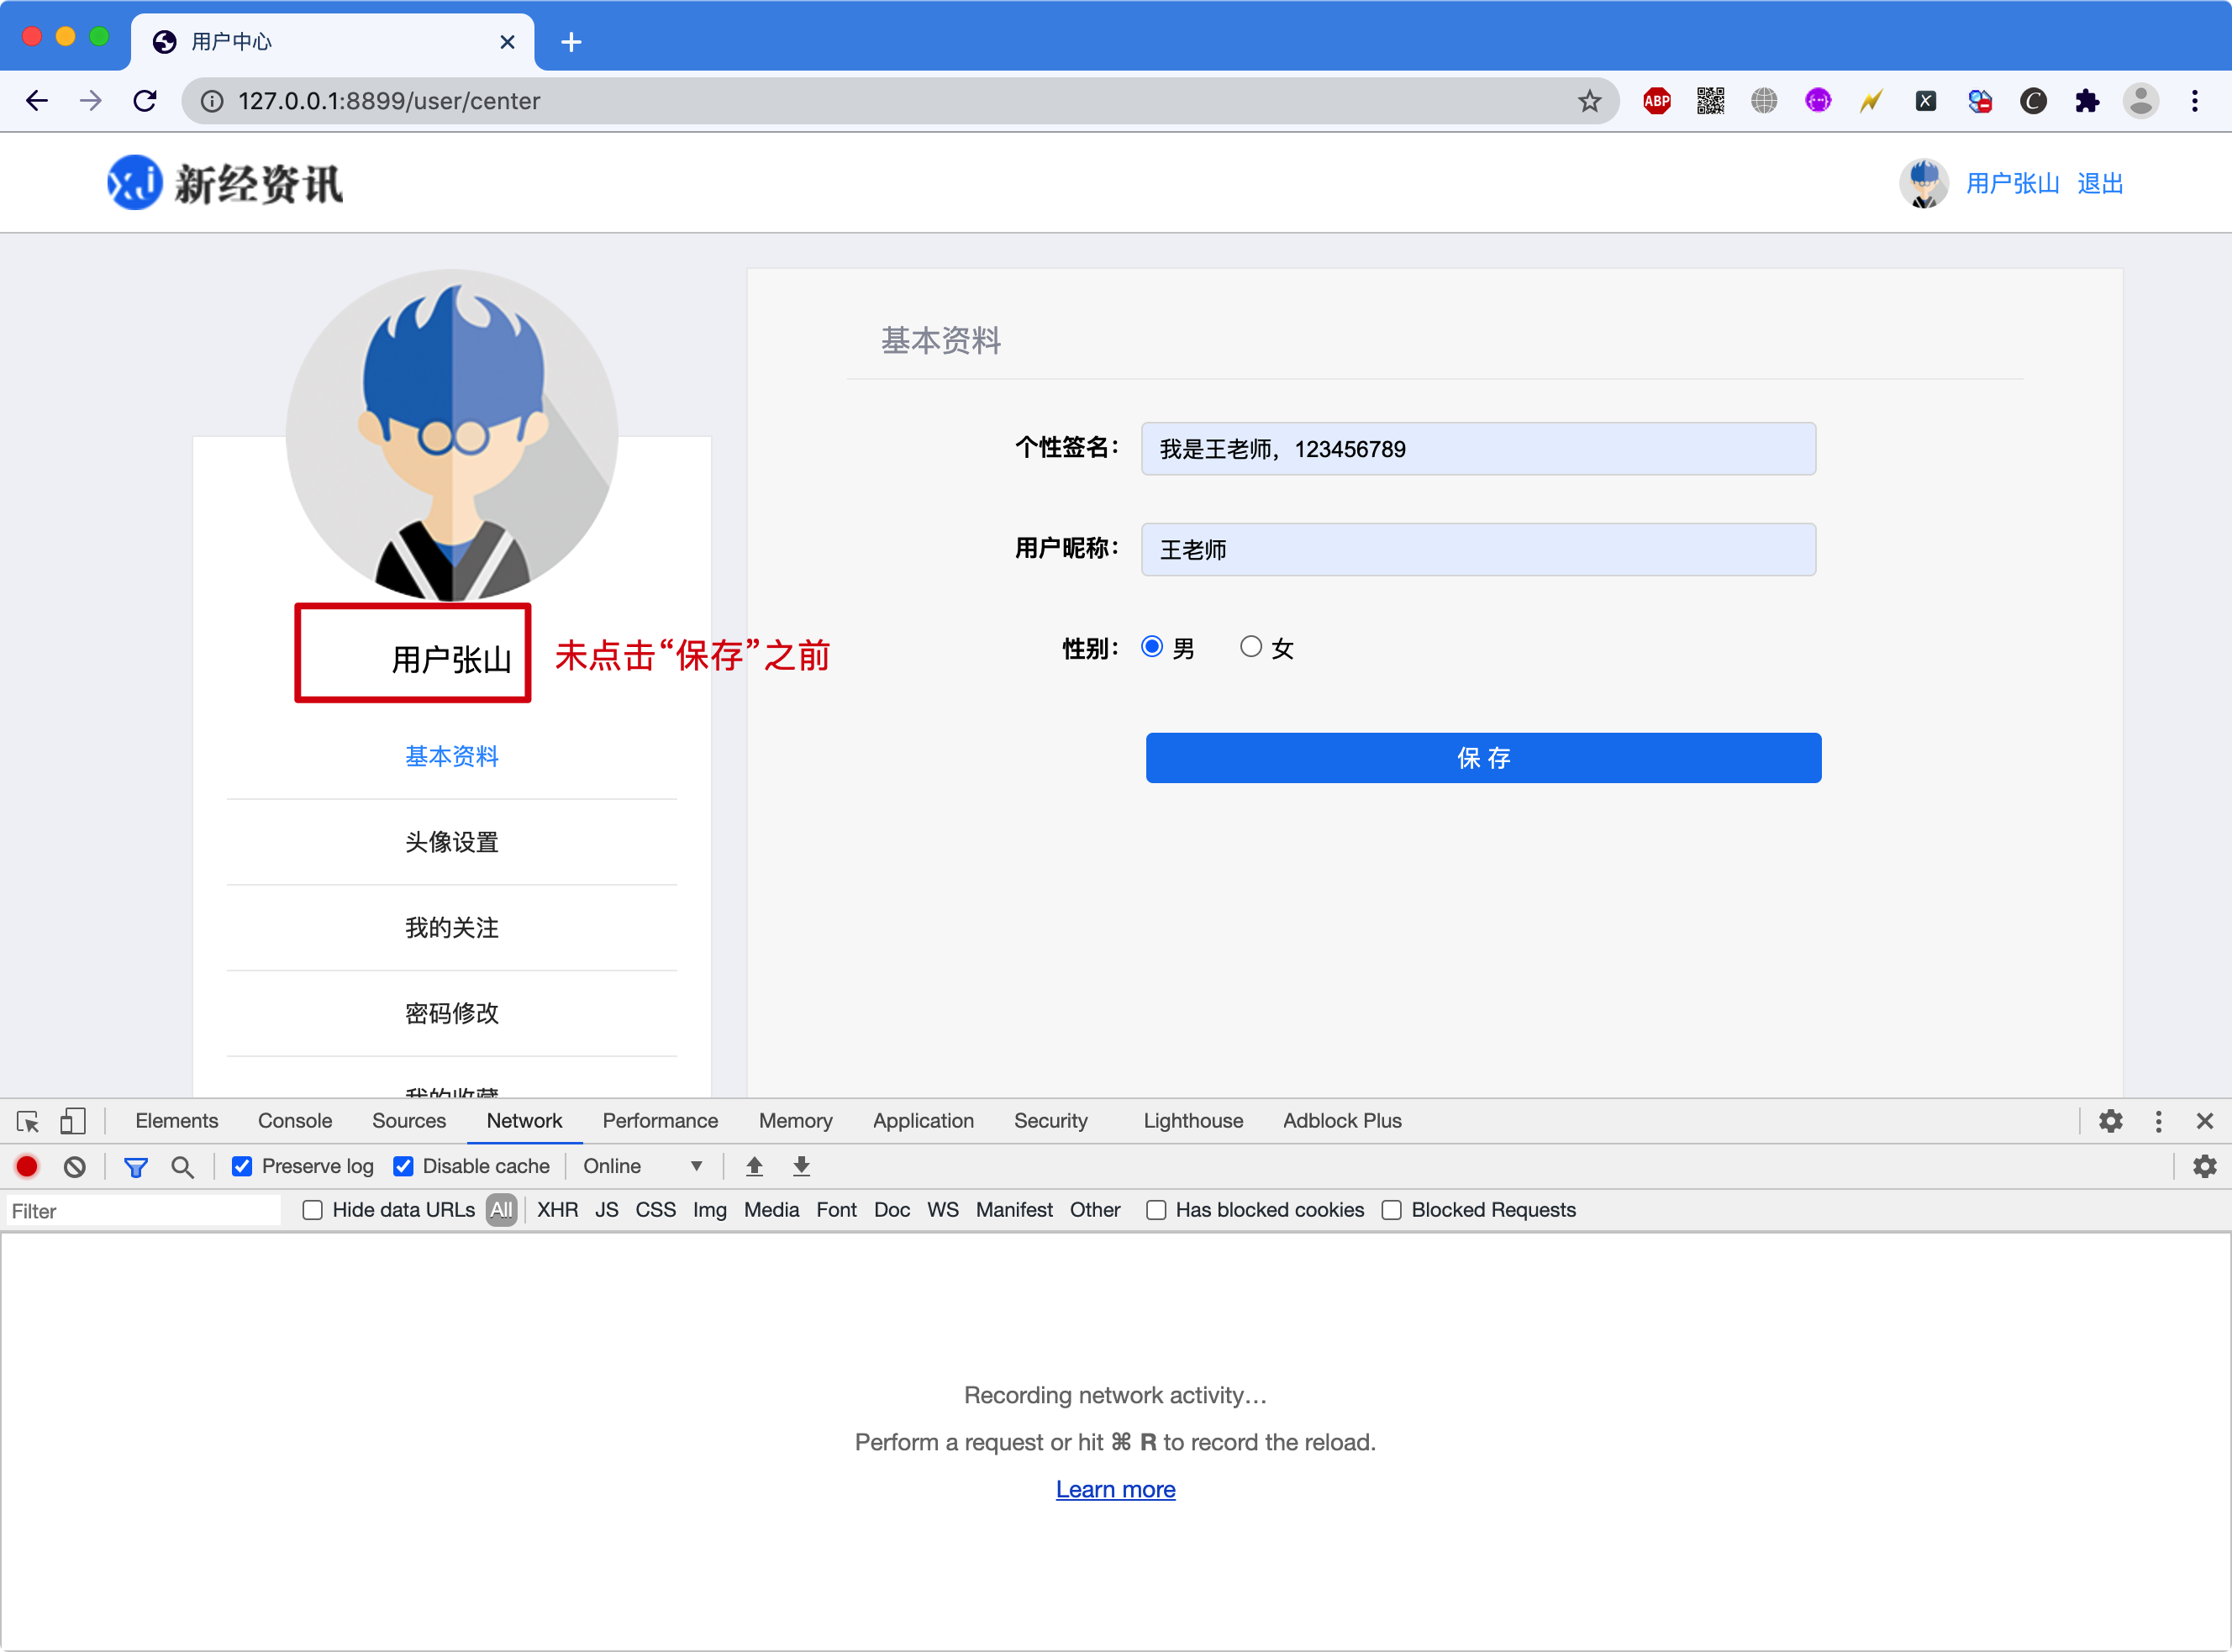 用户中心
127.0.0.1:8899/user/center
ABP
新经资讯
用户张山 退出
基本资料
个性签名： 我是王老师，123456789
用户昵称： 王老师
性别： 男 女
保 存
用户张山
未点击“保存”之前
基本资料
头像设置
我的关注
密码修改
我的收藏
Elements Console Sources Network Performance Memory Application Security Lighthouse Adblock Plus
Preserve log Disable cache Online
Filter Hide data URLs All XHR JS CSS Img Media Font Doc WS Manifest Other Has blocked cookies Blocked Requests
Recording network activity…
Perform a request or hit ⌘ R to record the reload.
Learn more